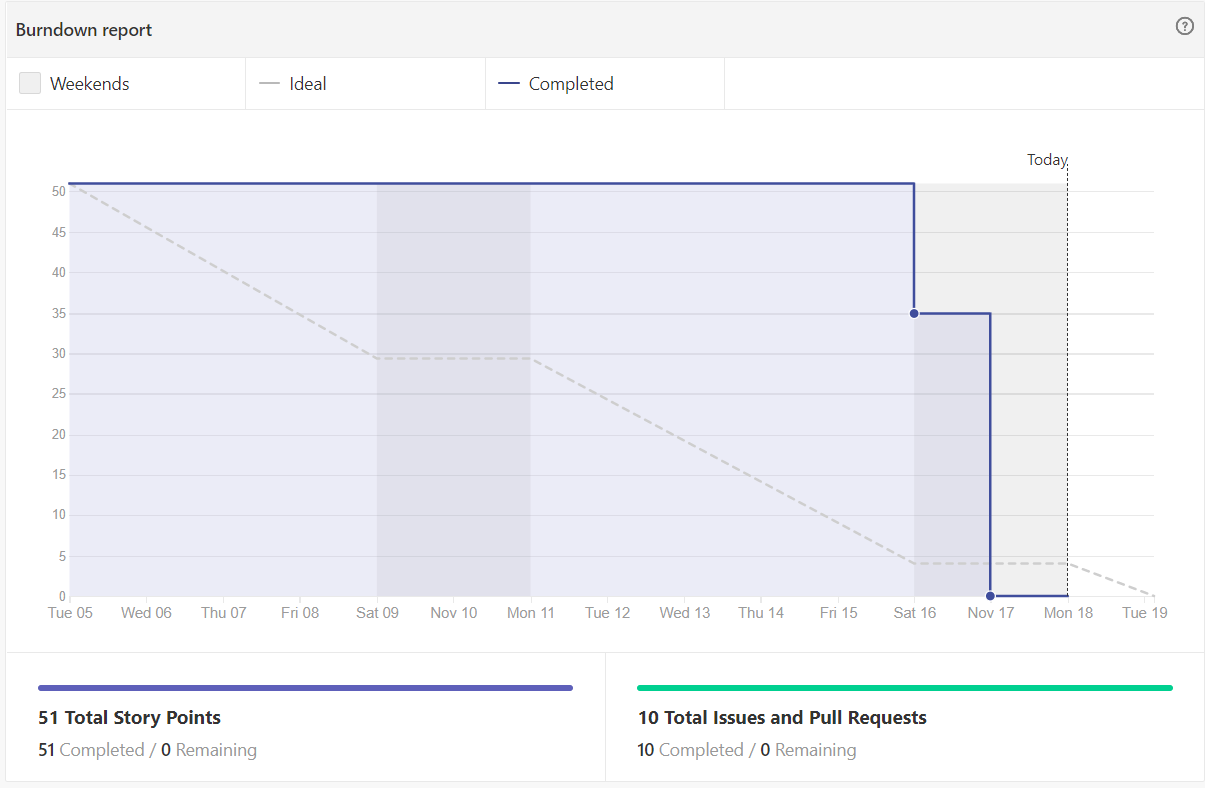 Burndown report
?
Weekends
Ideal
Completed
Today
50
45
40
35
30
25
20
15
10
5
0
Tue 05 Wed 06 Thu 07 Fri 08 Sat 09 Nov 10 Mon 11 Tue 12 Wed 13 Thu 14 Fri 15 Sat 16 Nov 17 Mon 18 Tue 19
51 Total Story Points
51 Completed / 0 Remaining
10 Total Issues and Pull Requests
10 Completed / 0 Remaining